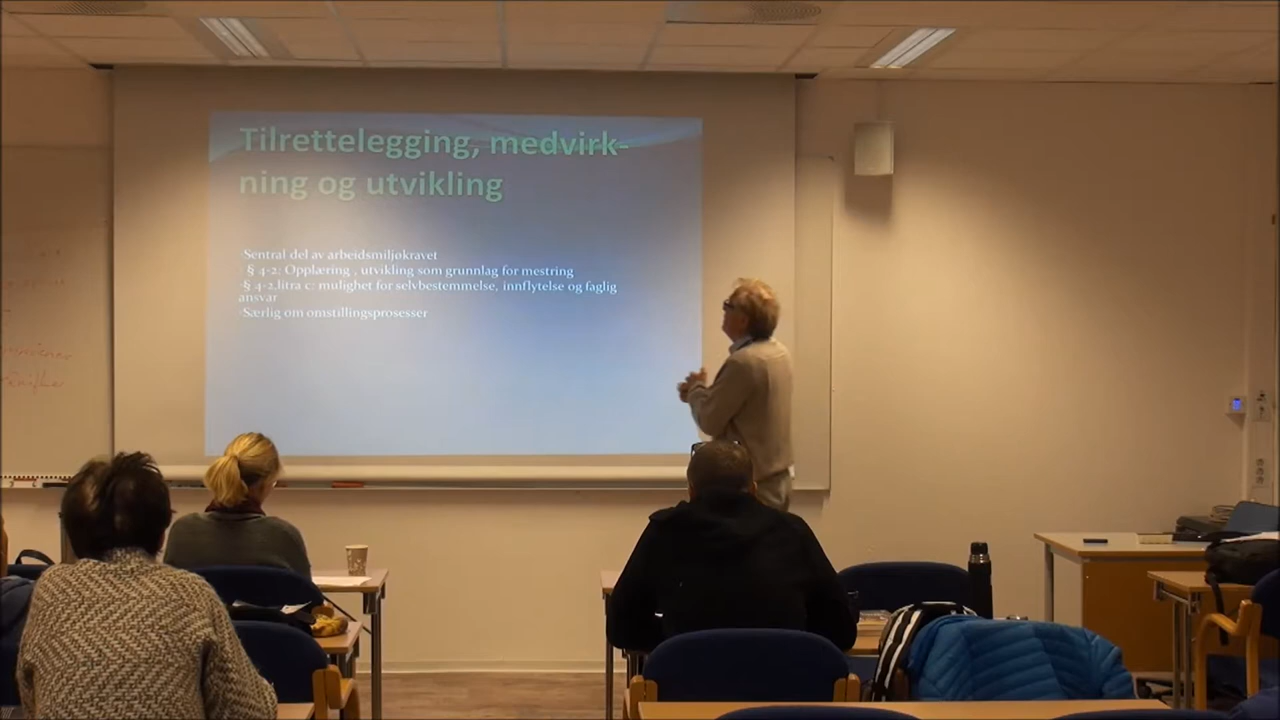 Tilrettelegging, medvirk-
ning og utvikling
Sentral del av arbeidsmiljøkravet
§ 4-2: Opplæring , utvikling som grunnlag for mestring
§ 4-2,litra c: mulighet for selvbestemmelse, innflytelse og faglig
ansvar
Særlig om omstillingsprosesser